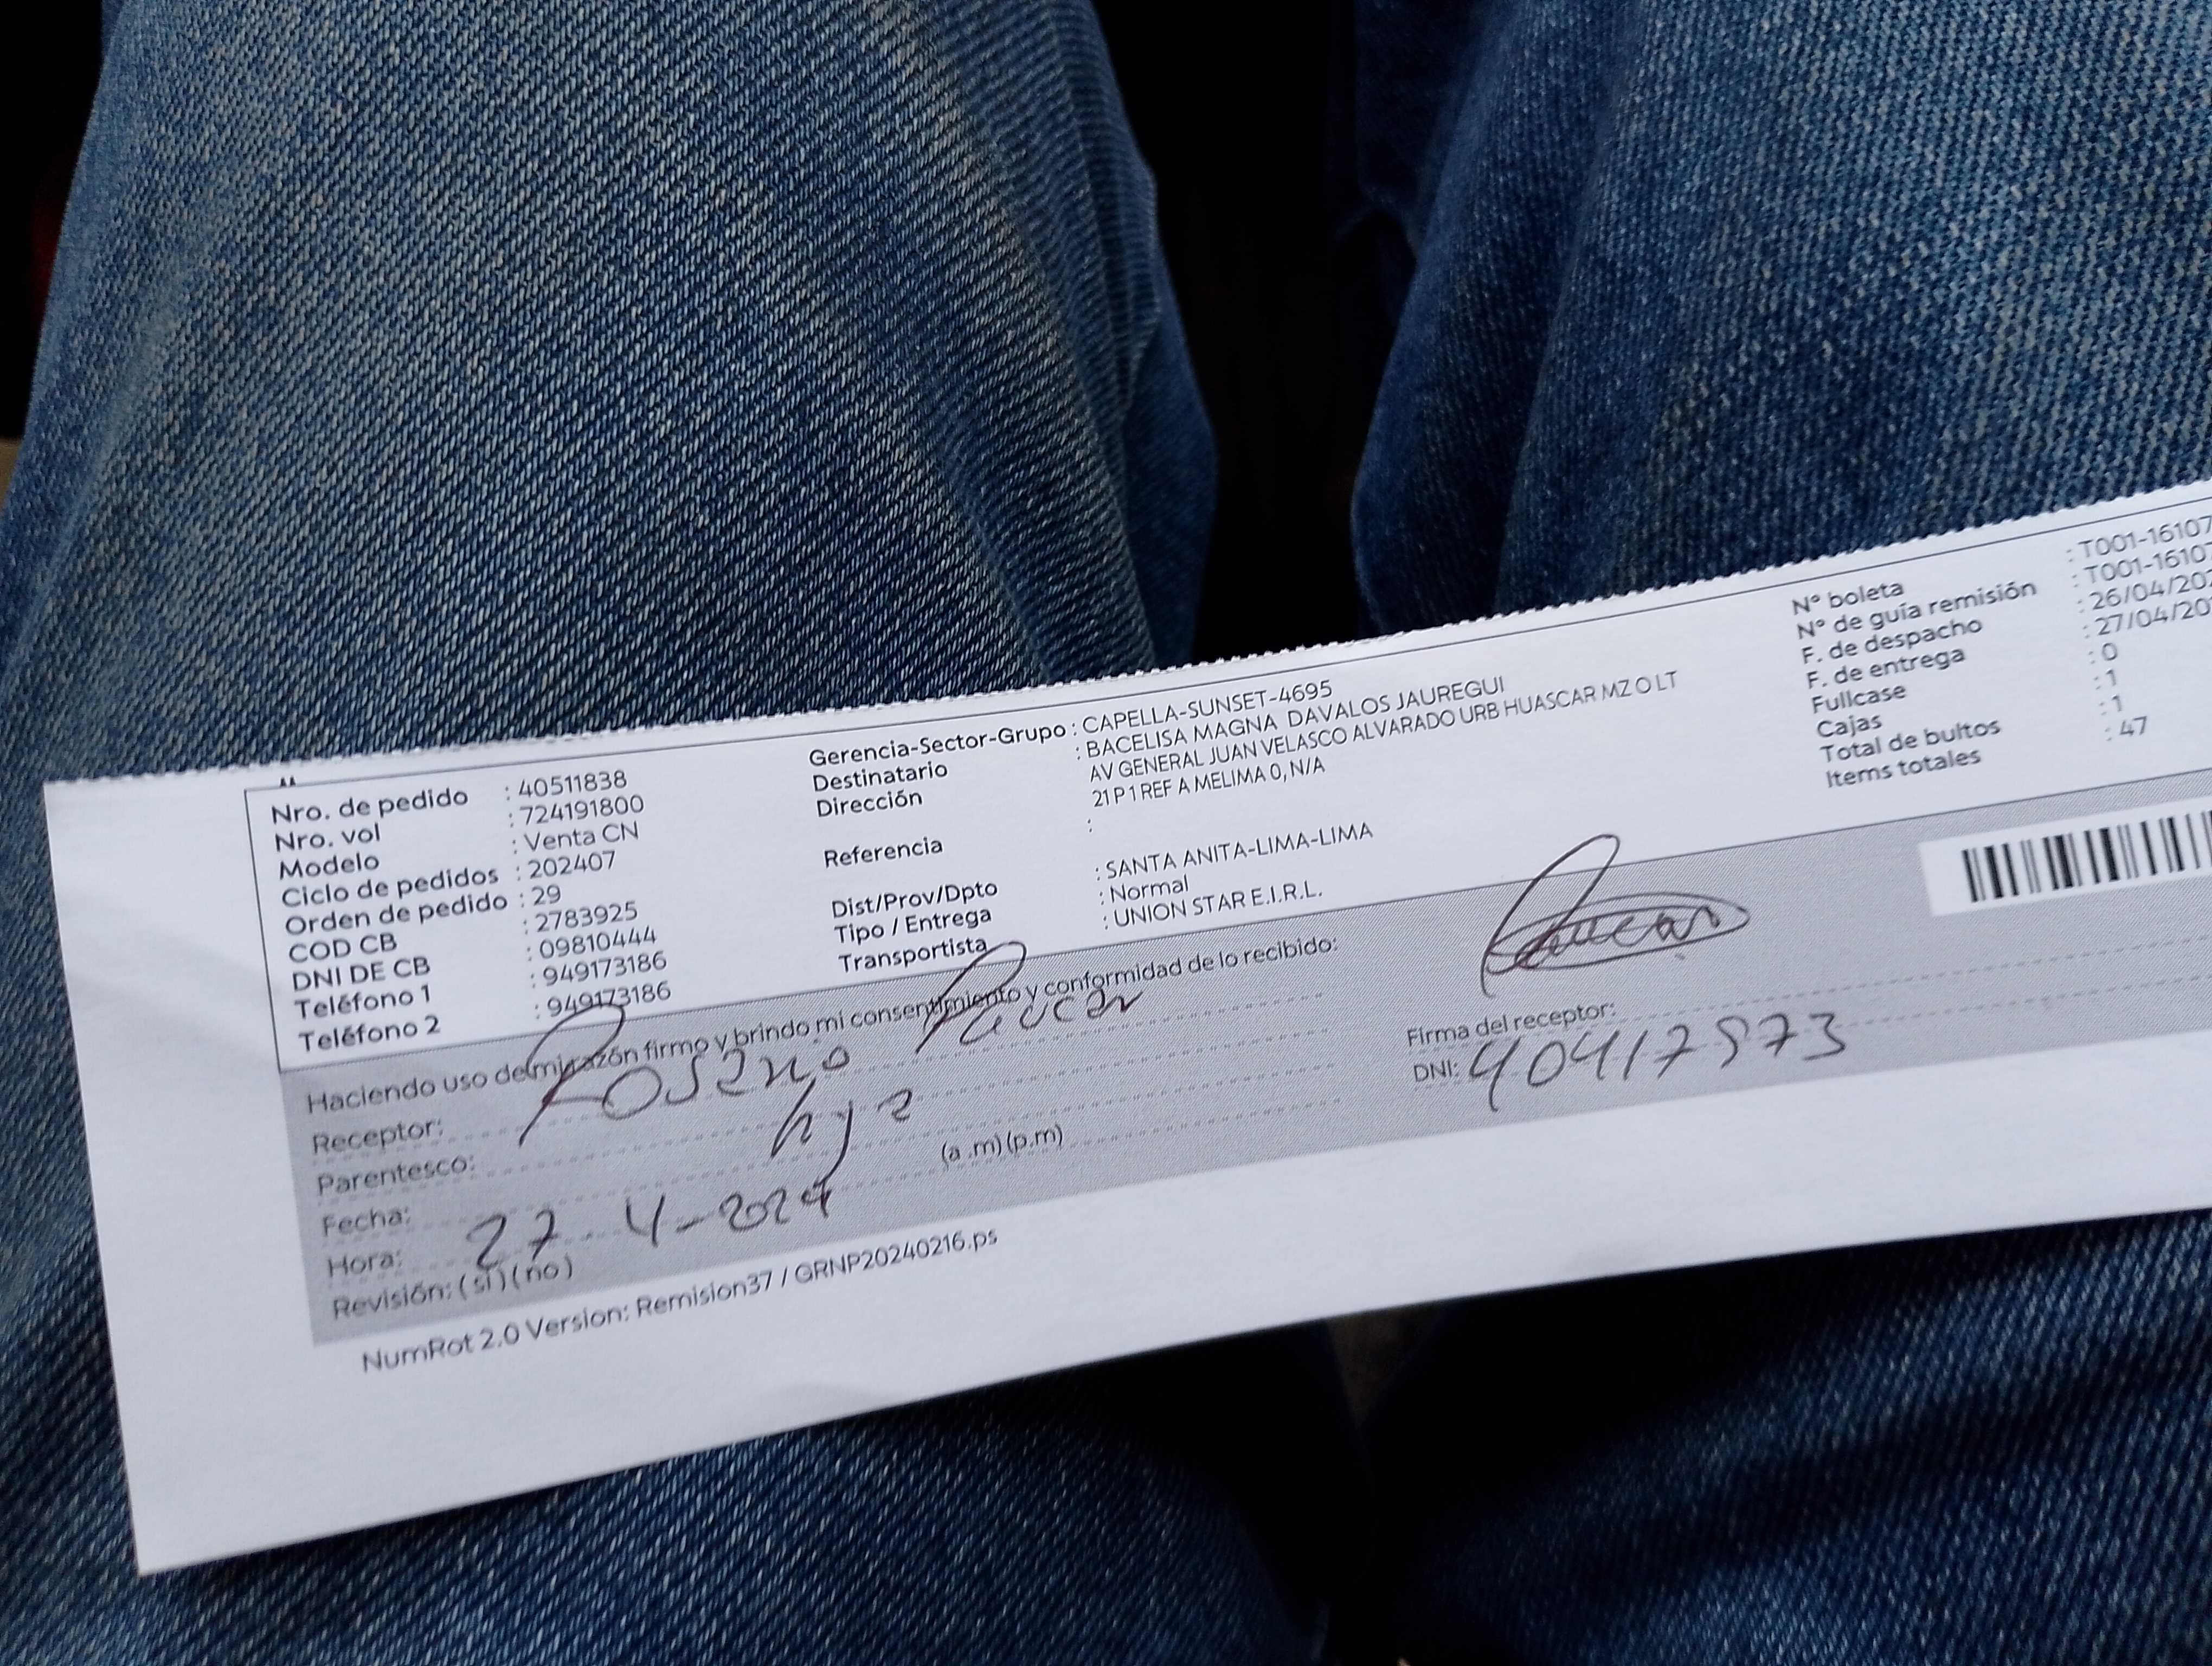 Nro. de pedido : 40511838
Nro. vol : 724191800
Modelo : Venta CN
Ciclo de pedidos : 202407
Orden de pedido : 29
COD CB : 2783925
DNI DE CB : 09810444
Teléfono 1 : 949173186
Teléfono 2 : 949173186
Gerencia-Sector-Grupo : CAPELLA-SUNSET-4695
Destinatario : BACELISA MAGNA DAVALOS JAUREGUI
Dirección AV GENERAL JUAN VELASCO ALVARADO URB HUASCAR MZ O LT
21 P 1 REF A MELIMA 0, N/A
Referencia :
Dist/Prov/Dpto : SANTA ANITA-LIMA-LIMA
Tipo / Entrega : Normal
Transportista : UNION STAR E.I.R.L.
N° boleta : T001-16107
N° de guía remisión : T001-1610
F. de despacho : 26/04/20
F. de entrega : 27/04/20
Fullcase : 0
Cajas : 1
Total de bultos : 1
Items totales : 47
Haciendo uso de mi razón firmo y brindo mi consentimiento y conformidad de lo recibido:
Receptor: Paucar
Parentesco:
Fecha: 27-4-2024
Hora: (a .m) (p.m)
Revisión: (si) (no)
Firma del receptor:
DNI:
NumRot 2.0 Version: Remision37 / GRNP20240216.ps